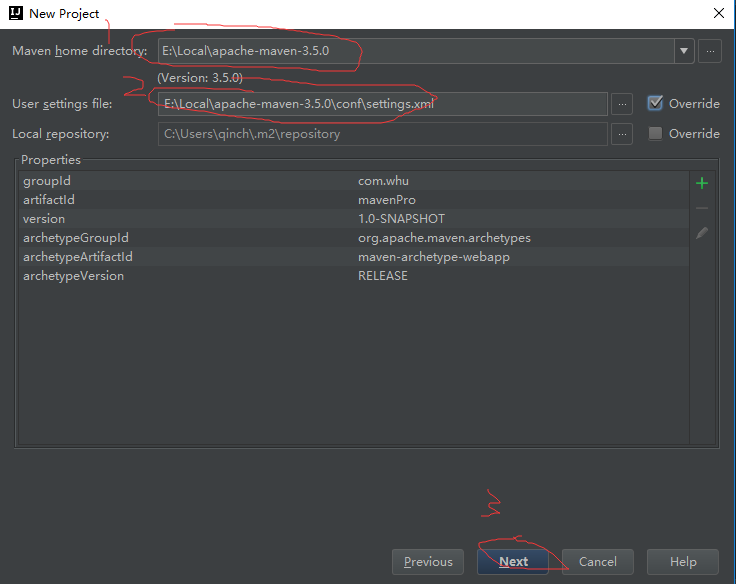 IJ New Project
1
Maven home directory: E:\Local\apache-maven-3.5.0 ...
(Version: 3.5.0)
2
User settings file: E:\Local\apache-maven-3.5.0\conf\settings.xml ... Override
Local repository: C:\Users\qinch\.m2\repository ... Override
Properties
groupId com.whu
artifactId mavenPro
version 1.0-SNAPSHOT
archetypeGroupId org.apache.maven.archetypes
archetypeArtifactId maven-archetype-webapp
archetypeVersion RELEASE
3
Previous Next Cancel Help